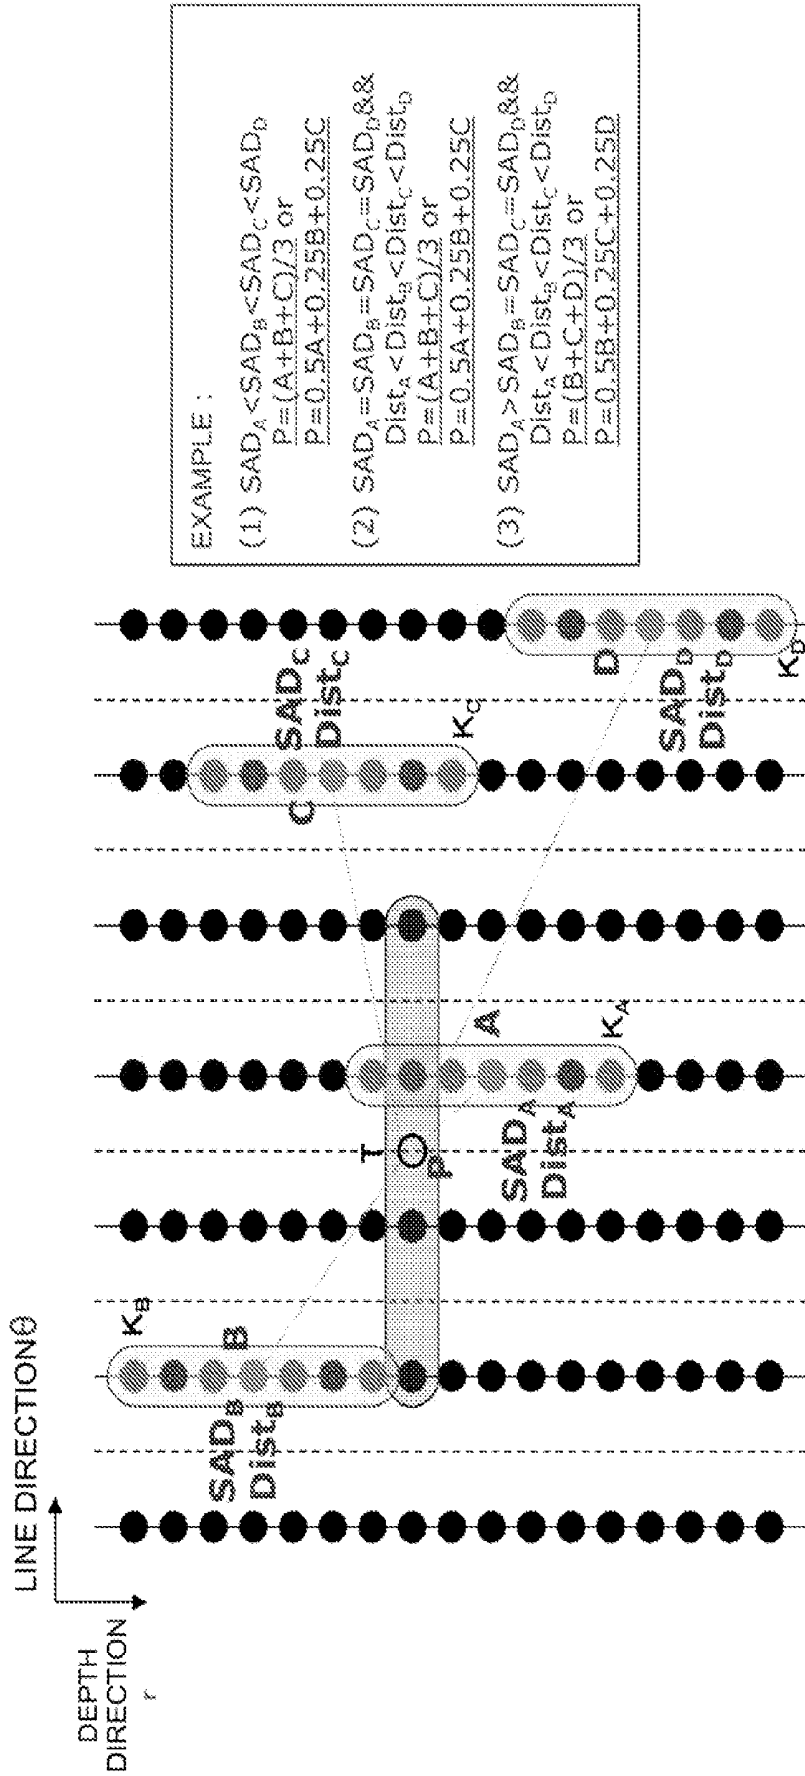 LINE DIRECTIONθ
DEPTH
DIRECTION
r
K_B
B
SAD_B
Dist_B
T
P
A
K_A
SAD_A
Dist_A
C
SAD_C
Dist_C
K_C
D
SAD_D
Dist_D
K_D
EXAMPLE :
(1) SAD_A<SAD_B<SAD_C<SAD_D
P=(A+B+C)/3 or
P=0.5A+0.25B+0.25C
(2) SAD_A=SAD_B=SAD_C=SAD_D&&
Dist_A<Dist_B<Dist_C<Dist_D
P=(A+B+C)/3 or
P=0.5A+0.25B+0.25C
(3) SAD_A>SAD_B=SAD_C=SAD_D&&
Dist_A<Dist_B<Dist_C<Dist_D
P=(B+C+D)/3 or
P=0.5B+0.25C+0.25D